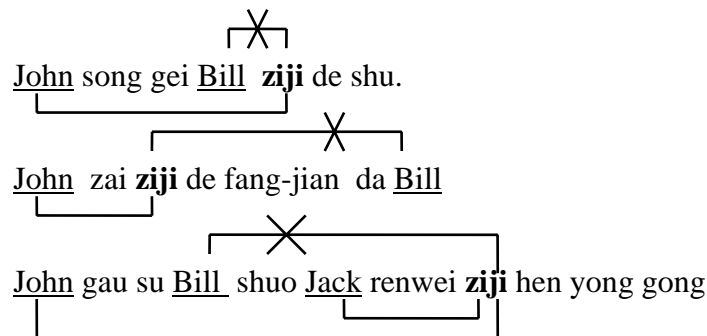 John song gei Bill ziji de shu.
John zai ziji de fang-jian da Bill
John gau su Bill shuo Jack renwei ziji hen yong gong